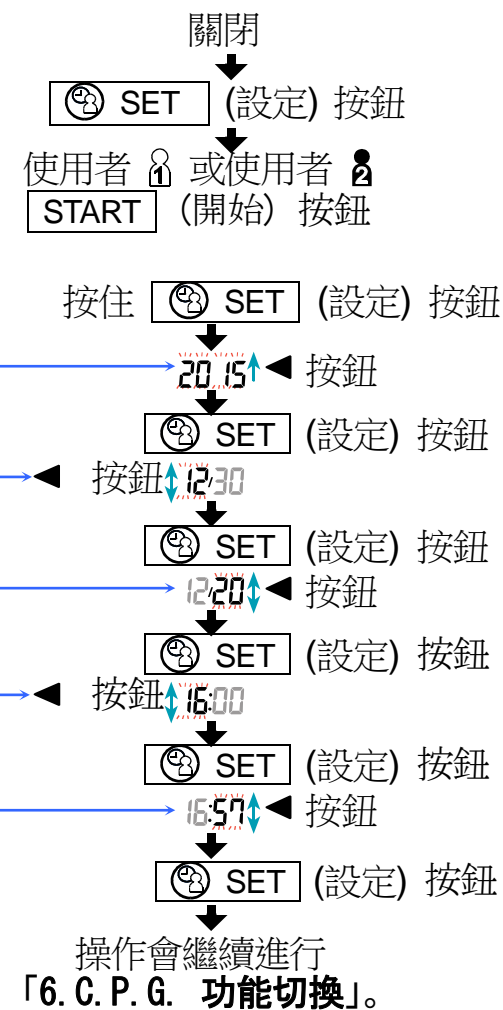 關閉
SET (設定) 按鈕
使用者 1 或使用者 2
START (開始) 按鈕
按住 SET (設定) 按鈕
2015 按鈕
SET (設定) 按鈕
按鈕 12/30
SET (設定) 按鈕
12/20 按鈕
SET (設定) 按鈕
按鈕 16:00
SET (設定) 按鈕
16:57 按鈕
SET (設定) 按鈕
操作會繼續進行
「6.C.P.G. 功能切換」。